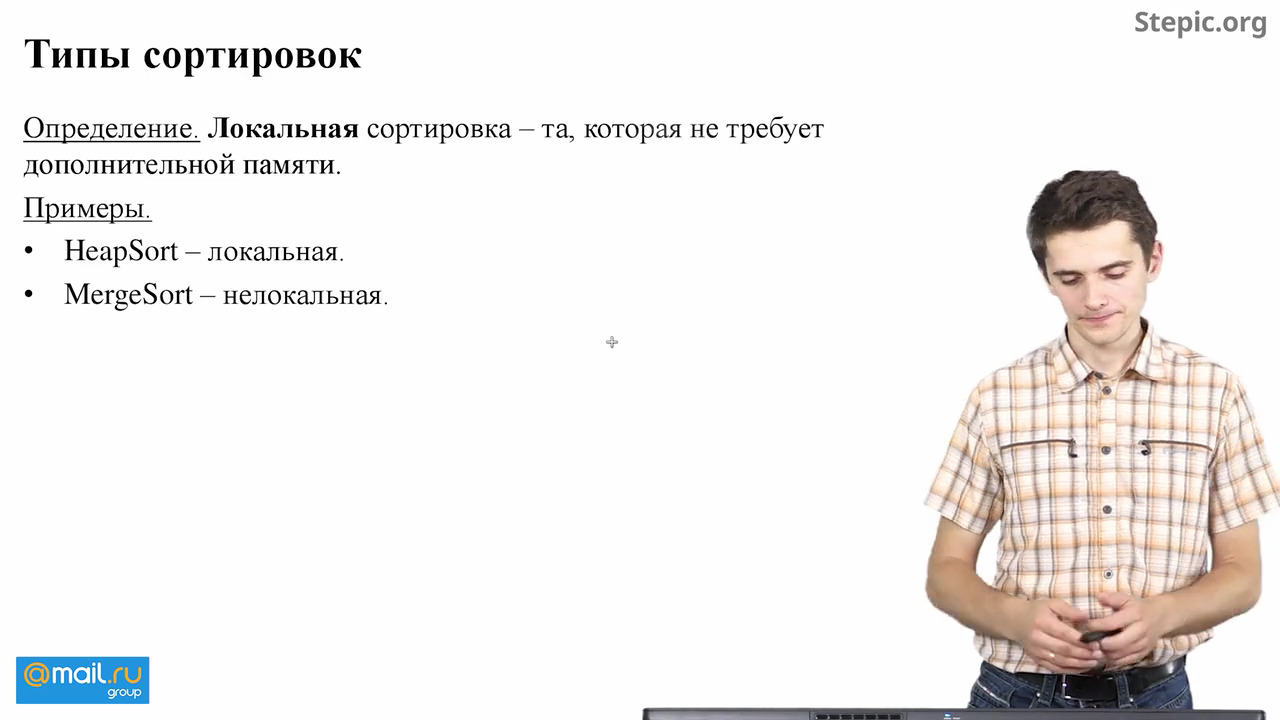 Stepic.org
Типы сортировок
Определение. Локальная сортировка – та, которая не требует
дополнительной памяти.
Примеры.
• HeapSort – локальная.
• MergeSort – нелокальная.
@mail.ru
group